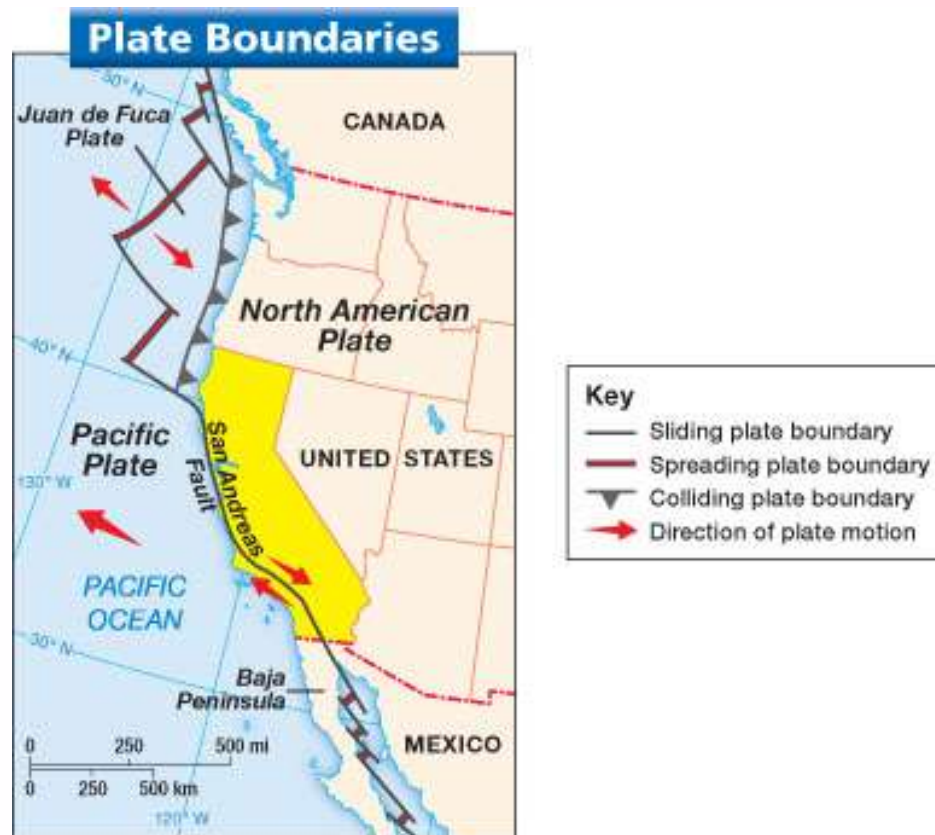 Plate Boundaries
50° N
Juan de Fuca
Plate
CANADA
North American
Plate
40° N
Pacific
Plate
San Andreas
Fault
UNITED STATES
130° W
PACIFIC
OCEAN
30° N
Baja
Peninsula
MEXICO
0 250 500 mi
0 250 500 km
120° W
Key
Sliding plate boundary
Spreading plate boundary
Colliding plate boundary
Direction of plate motion